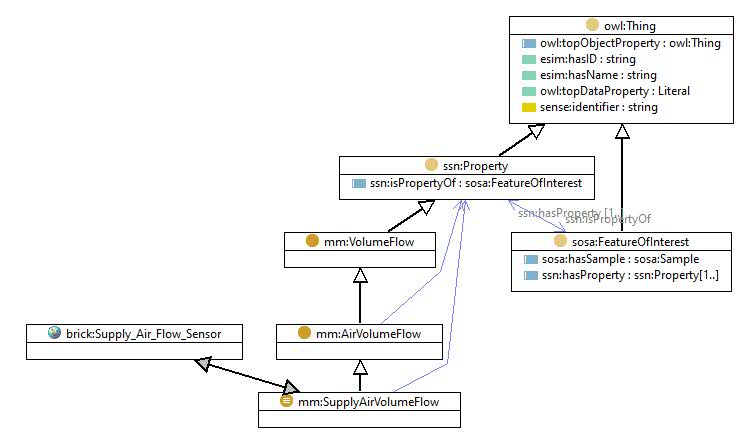 owl:Thing
owl:topObjectProperty : owl:Thing
esim:hasID : string
esim:hasName : string
owl:topDataProperty : Literal
sense:identifier : string
ssn:Property
ssn:isPropertyOf : sosa:FeatureOfInterest
ssn:hasProperty [1..]
ssn:isPropertyOf
mm:VolumeFlow
sosa:FeatureOfInterest
sosa:hasSample : sosa:Sample
ssn:hasProperty : ssn:Property[1..]
brick:Supply_Air_Flow_Sensor
mm:AirVolumeFlow
mm:SupplyAirVolumeFlow